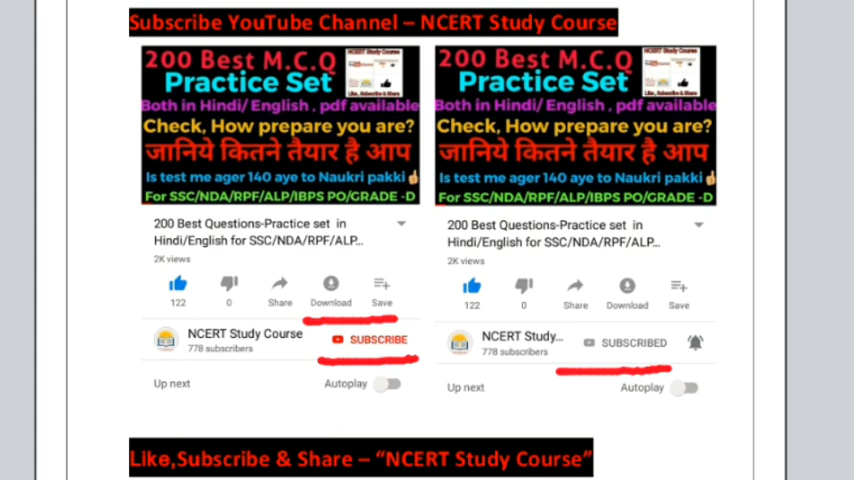 Subscribe YouTube Channel – NCERT Study Course
200 Best M.C.Q
Practice Set
Both in Hindi/ English , pdf available
Check, How prepare you are?
जानिये कितने तैयार है आप
Is test me ager 140 aye to Naukri pakki
For SSC/NDA/RPF/ALP/IBPS PO/GRADE -D
200 Best Questions-Practice set in
Hindi/English for SSC/NDA/RPF/ALP...
2K views
122 0 Share Download Save
NCERT Study Course SUBSCRIBE
778 subscribers
Up next Autoplay
200 Best M.C.Q
Practice Set
Both in Hindi/ English , pdf available
Check, How prepare you are?
जानिये कितने तैयार है आप
Is test me ager 140 aye to Naukri pakki
For SSC/NDA/RPF/ALP/IBPS PO/GRADE -D
200 Best Questions-Practice set in
Hindi/English for SSC/NDA/RPF/ALP...
2K views
122 0 Share Download Save
NCERT Study... SUBSCRIBED
778 subscribers
Up next Autoplay
Like,Subscribe & Share – “NCERT Study Course”